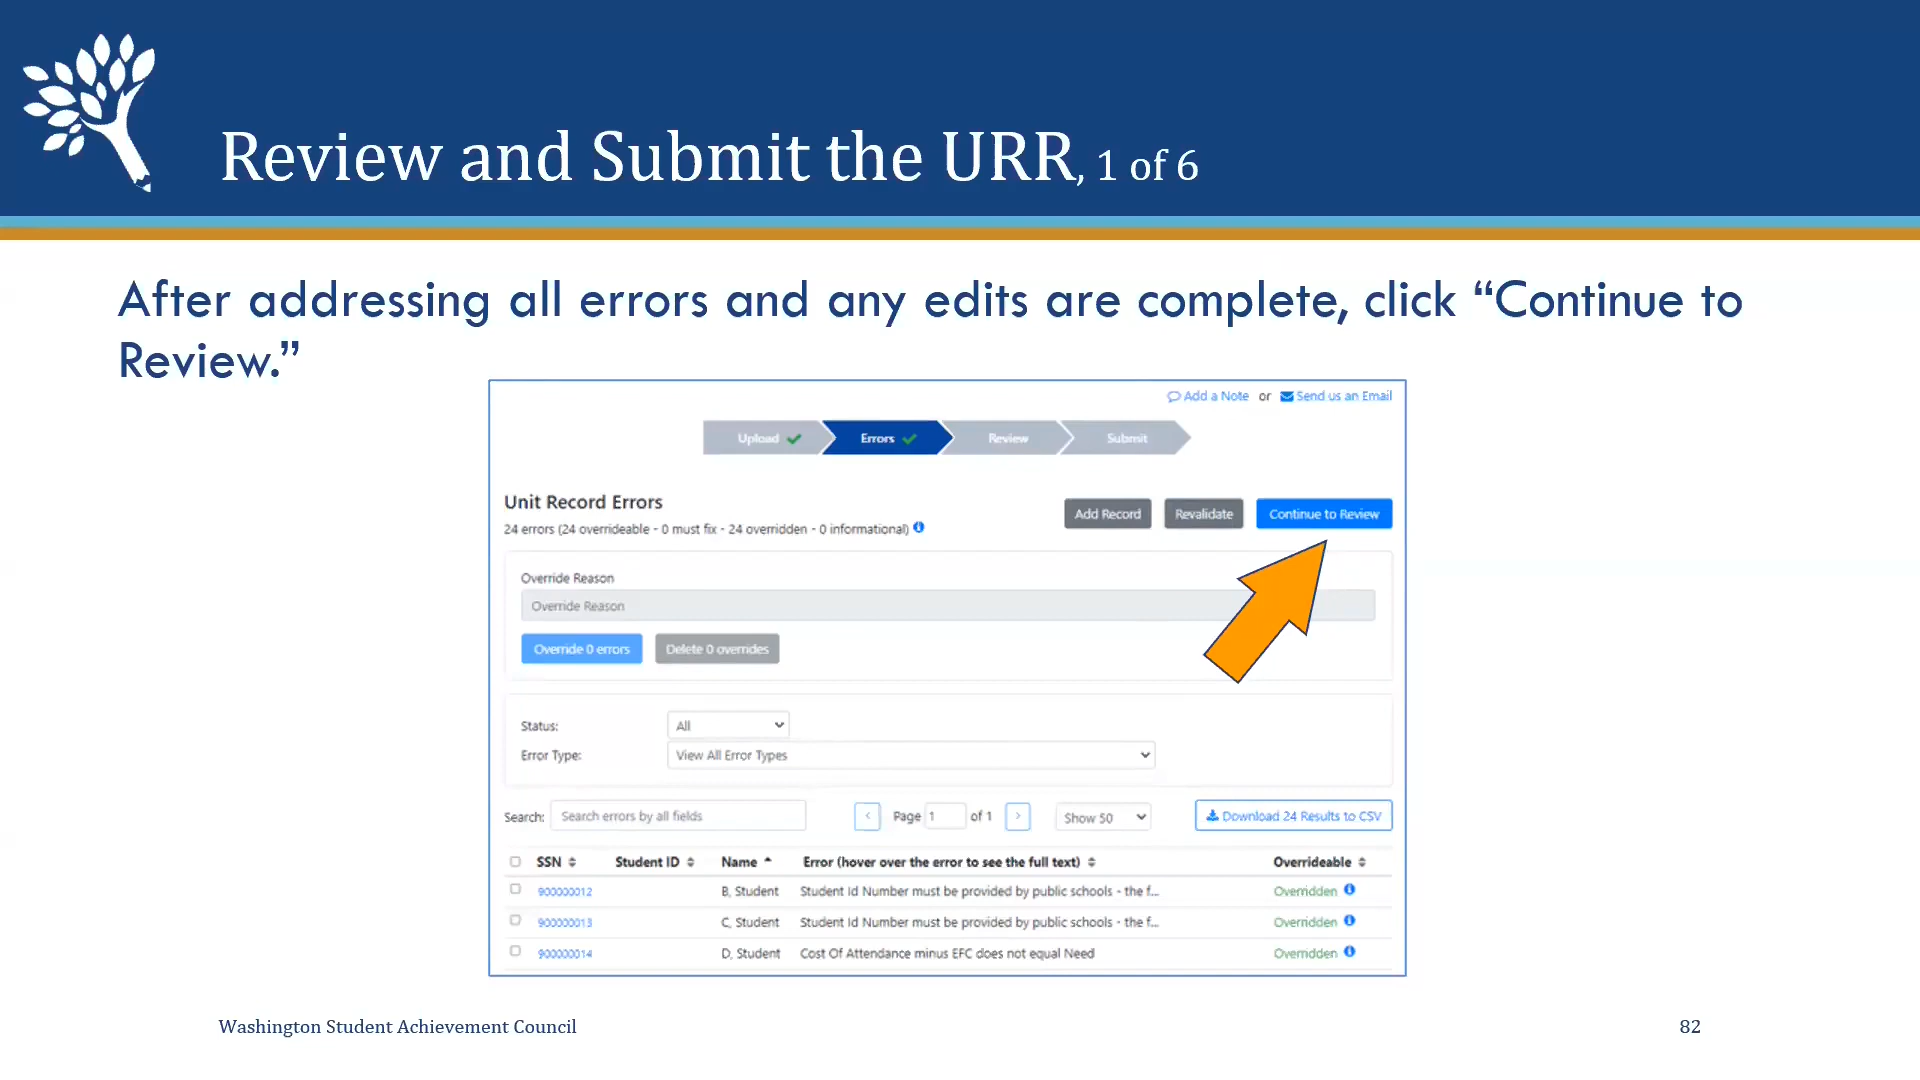 Review and Submit the URR, 1 of 6
After addressing all errors and any edits are complete, click “Continue to
Review.”
Add a Note or Send us an Email
Upload Errors Review Submit
Unit Record Errors
24 errors (24 overrideable - 0 must fix - 24 overridden - 0 informational)
Add Record Revalidate Continue to Review
Override Reason
Override Reason
Override 0 errors Delete 0 overrides
Status: All
Error Type: View All Error Types
Search: Search errors by all fields < Page 1 of 1 > Show 50 Download 24 Results to CSV
SSN Student ID Name Error (hover over the error to see the full text) Overrideable
900000012 B, Student Student Id Number must be provided by public schools - the f... Overridden
900000013 C, Student Student Id Number must be provided by public schools - the f... Overridden
900000014 D, Student Cost Of Attendance minus EFC does not equal Need Overridden
Washington Student Achievement Council 82